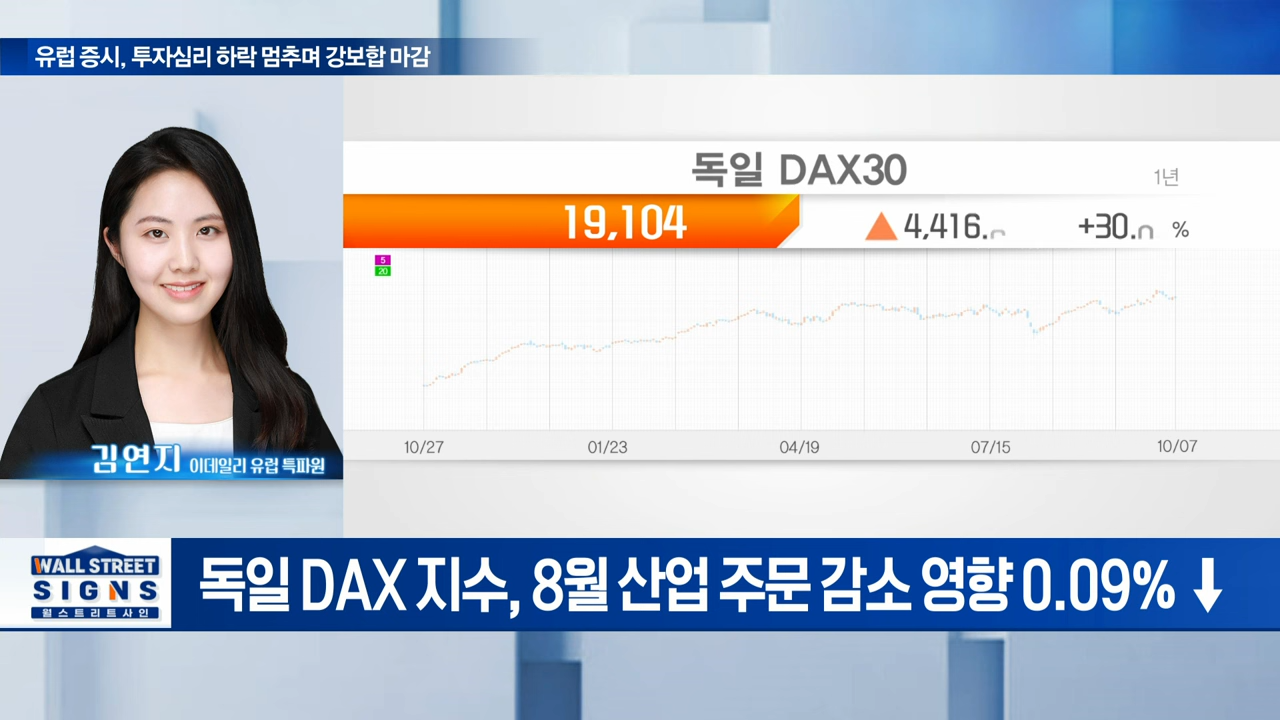 유럽 증시, 투자심리 하락 멈추며 강보합 마감
독일 DAX30
1년
19,104
4,416.
+30.
%
5
20
10/27
01/23
04/19
07/15
10/07
김연지 이데일리 유럽 특파원
WALL STREET
SIGNS
월스트리트사인
독일 DAX 지수, 8월 산업 주문 감소 영향 0.09% ↓